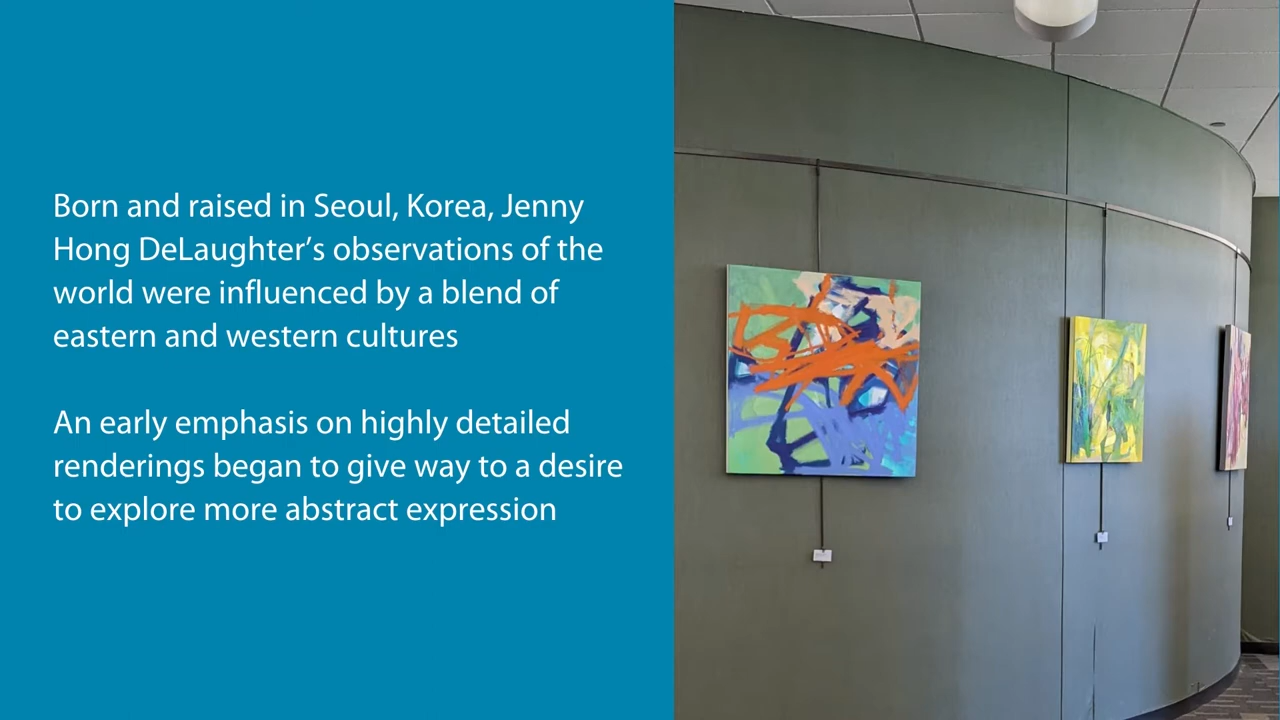 Born and raised in Seoul, Korea, Jenny
Hong DeLaughter’s observations of the
world were influenced by a blend of
eastern and western cultures
An early emphasis on highly detailed
renderings began to give way to a desire
to explore more abstract expression